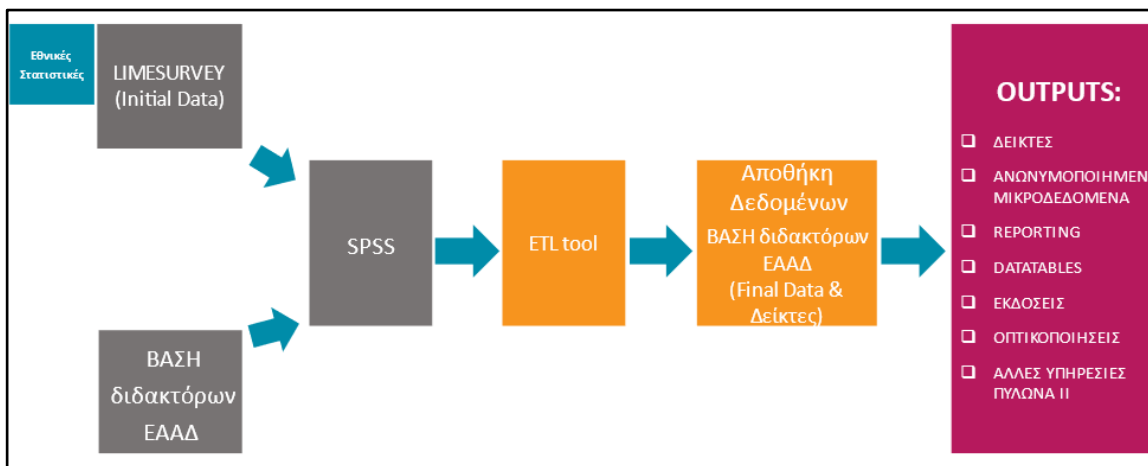 Εθνικές
Στατιστικές
LIMESURVEY
(Initial Data)
ΒΑΣΗ
διδακτόρων
ΕΑΑΔ
SPSS
ETL tool
Αποθήκη
Δεδομένων
ΒΑΣΗ διδακτόρων
ΕΑΑΔ
(Final Data &
Δείκτες)
OUTPUTS:
ΔΕΙΚΤΕΣ
ΑΝΩΝΥΜΟΠΟΙΗΜΕΝ
ΜΙΚΡΟΔΕΔΟΜΕΝΑ
REPORTING
DATATABLES
ΕΚΔΟΣΕΙΣ
ΟΠΤΙΚΟΠΟΙΗΣΕΙΣ
ΑΛΛΕΣ ΥΠΗΡΕΣΙΕΣ
ΠΥΛΩΝΑ ΙΙ